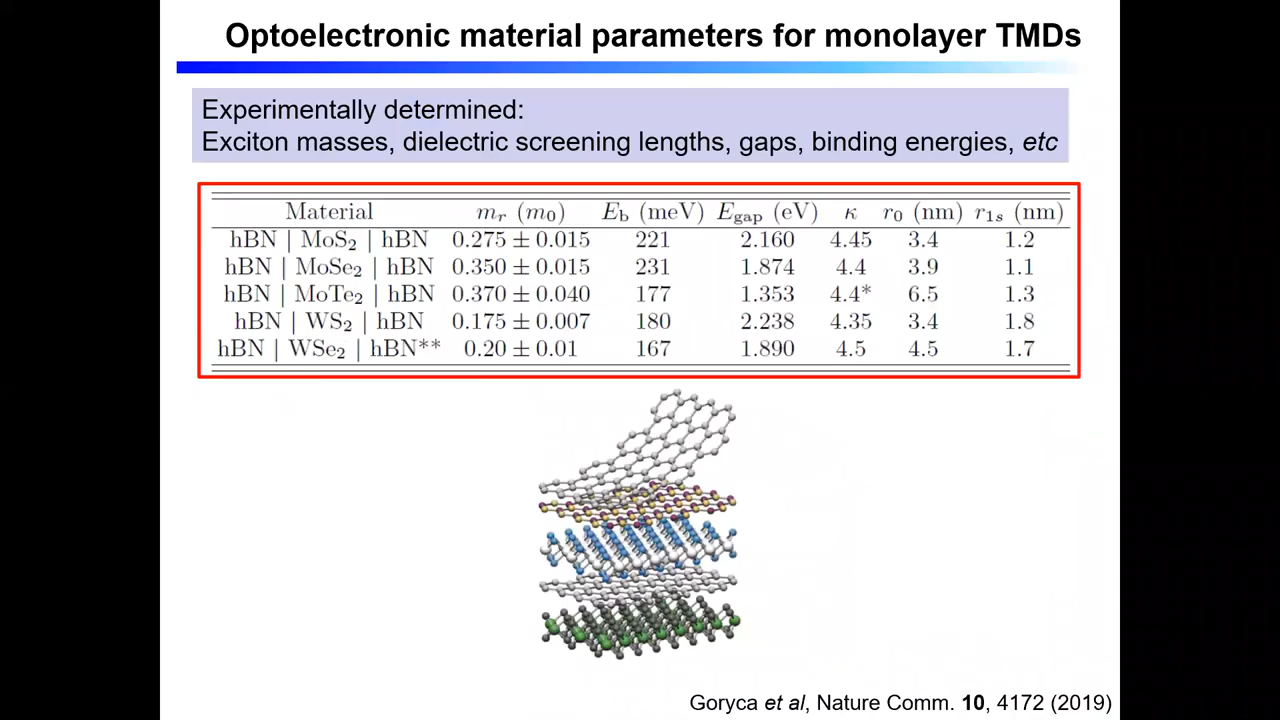 Optoelectronic material parameters for monolayer TMDs
Experimentally determined:
Exciton masses, dielectric screening lengths, gaps, binding energies, etc
Material mᵣ (m₀) E_b (meV) E_gap (eV) κ r₀ (nm) r₁ₛ (nm)
hBN | MoS₂ | hBN 0.275 ± 0.015 221 2.160 4.45 3.4 1.2
hBN | MoSe₂ | hBN 0.350 ± 0.015 231 1.874 4.4 3.9 1.1
hBN | MoTe₂ | hBN 0.370 ± 0.040 177 1.353 4.4* 6.5 1.3
hBN | WS₂ | hBN 0.175 ± 0.007 180 2.238 4.35 3.4 1.8
hBN | WSe₂ | hBN** 0.20 ± 0.01 167 1.890 4.5 4.5 1.7
Goryca et al, Nature Comm. 10, 4172 (2019)